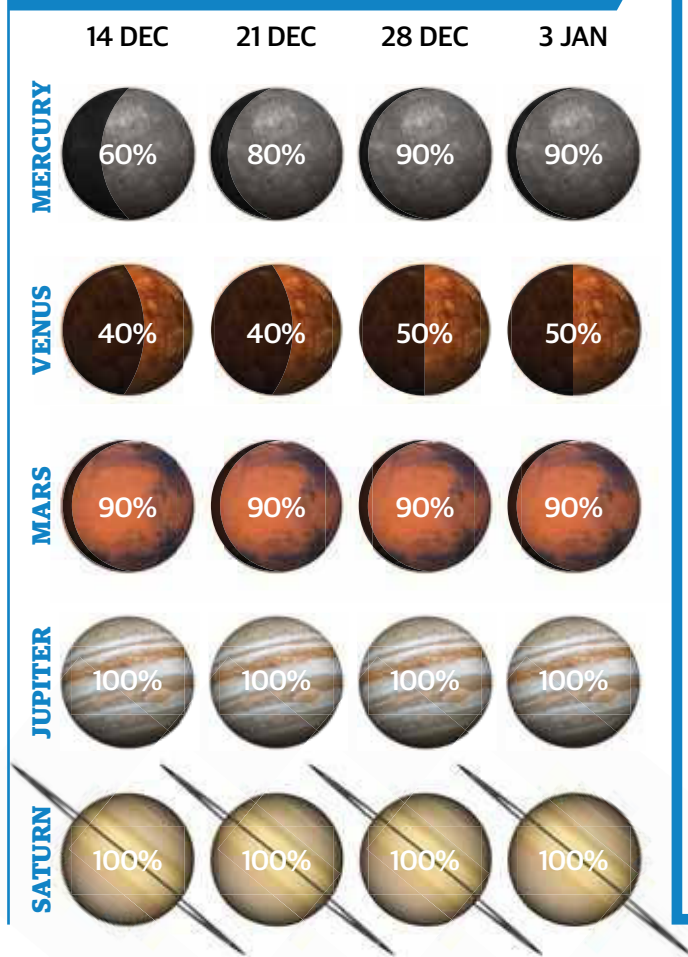 14 DEC 21 DEC 28 DEC 3 JAN
MERCURY 60% 80% 90% 90%
VENUS 40% 40% 50% 50%
MARS 90% 90% 90% 90%
JUPITER 100% 100% 100% 100%
SATURN 100% 100% 100% 100%